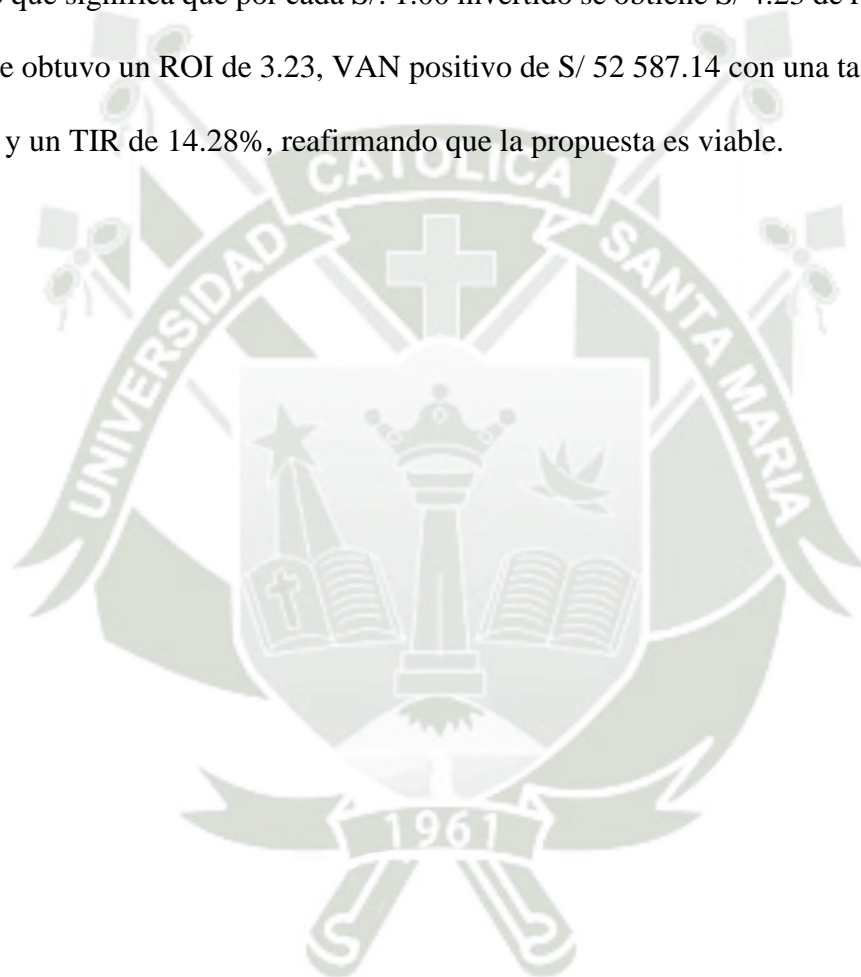 que significa que por cada S/. 1.00 invertido se obtiene S/ 4.23 de
e obtuvo un ROI de 3.23, VAN positivo de S/ 52 587.14 con una ta
y un TIR de 14.28%, reafirmando que la propuesta es viable.
CATOLICA
UNIVERSIDAD
SANTA MARIA
1961